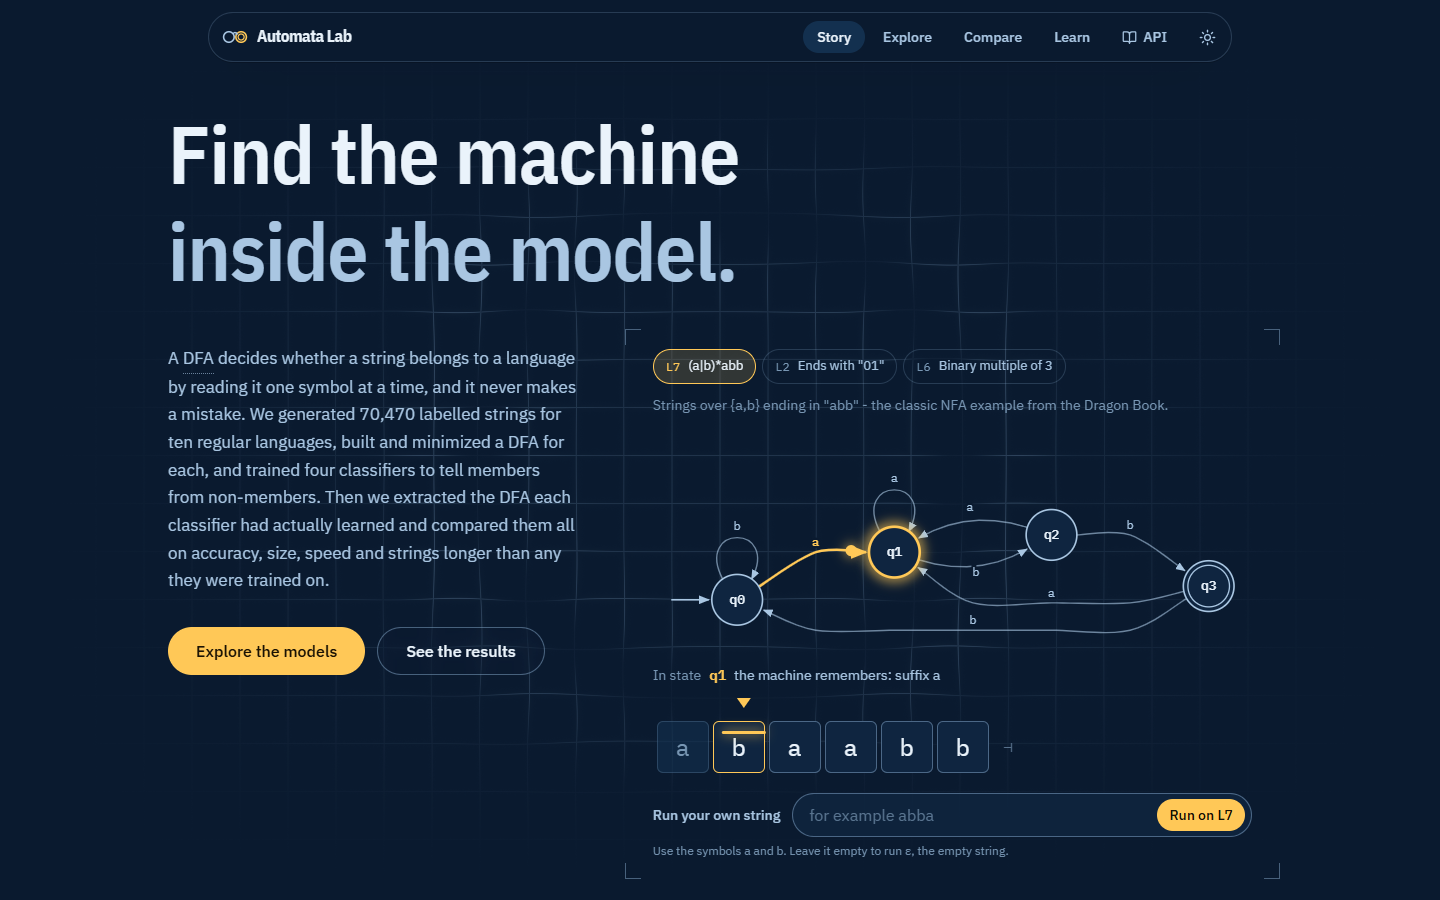 Automata Lab
Story
Explore
Compare
Learn
API
Find the machine
inside the model.
A DFA decides whether a string belongs to a language
by reading it one symbol at a time, and it never makes
a mistake. We generated 70,470 labelled strings for
ten regular languages, built and minimized a DFA for
each, and trained four classifiers to tell members
from non-members. Then we extracted the DFA each
classifier had actually learned and compared them all
on accuracy, size, speed and strings longer than any
they were trained on.
Explore the models
See the results
L7 (a|b)*abb
L2 Ends with "01"
L6 Binary multiple of 3
Strings over {a,b} ending in "abb" - the classic NFA example from the Dragon Book.
a
b
a
a
b
b
a
b
q0
q1
q2
q3
In state q1 the machine remembers: suffix a
a b a a b b ⊣
Run your own string
for example abba
Run on L7
Use the symbols a and b. Leave it empty to run ε, the empty string.